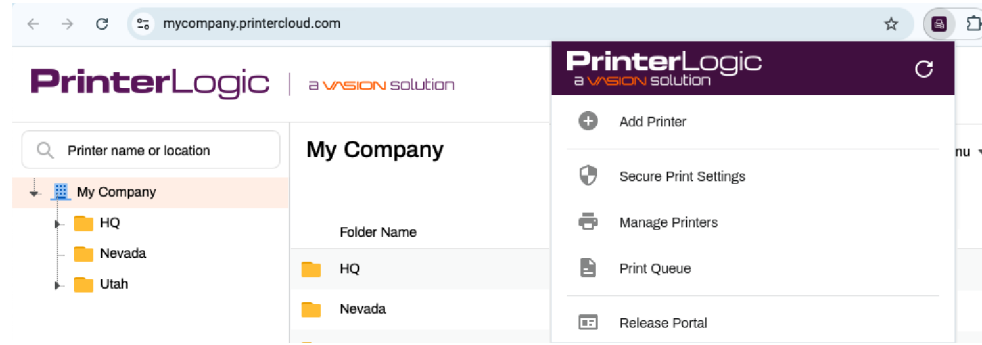 mycompany.printercloud.com
PrinterLogic
a VASION solution
Printer name or location
My Company
HQ
Nevada
Utah
My Company
Folder Name
HQ
Nevada
PrinterLogic
a VASION solution
Add Printer
Secure Print Settings
Manage Printers
Print Queue
Release Portal
nu